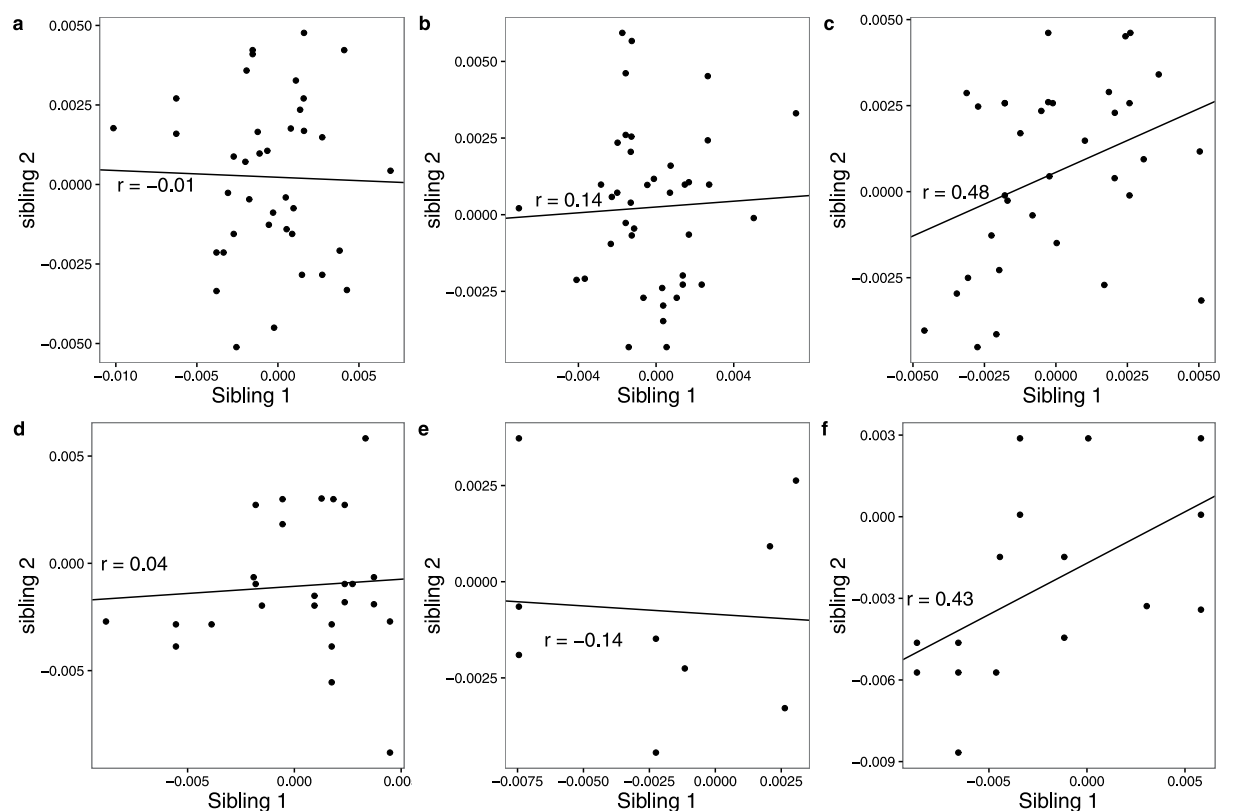 a
sibling 2
0.0050
0.0025
0.0000
−0.0025
−0.0050
r = −0.01
−0.010 −0.005 0.000 0.005
Sibling 1
b
sibling 2
0.0050
0.0025
0.0000
−0.0025
r = 0.14
−0.004 0.000 0.004
Sibling 1
c
sibling 2
0.0050
0.0025
0.0000
−0.0025
r = 0.48
−0.0050 −0.0025 0.0000 0.0025 0.0050
Sibling 1
d
sibling 2
0.005
0.000
−0.005
r = 0.04
−0.005 0.000 0.00
Sibling 1
e
sibling 2
0.0025
0.0000
−0.0025
r = −0.14
−0.0075 −0.0050 −0.0025 0.0000 0.0025
Sibling 1
f
sibling 2
0.003
0.000
−0.003
−0.006
−0.009
r = 0.43
−0.005 0.000 0.005
Sibling 1